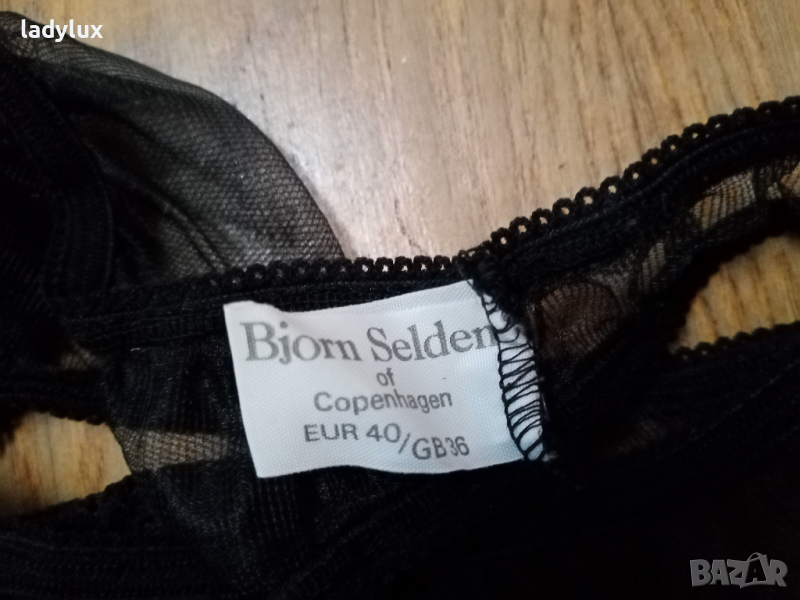 ladylux
Bjorn Selden
of
Copenhagen
EUR 40/GB36
BAZAR